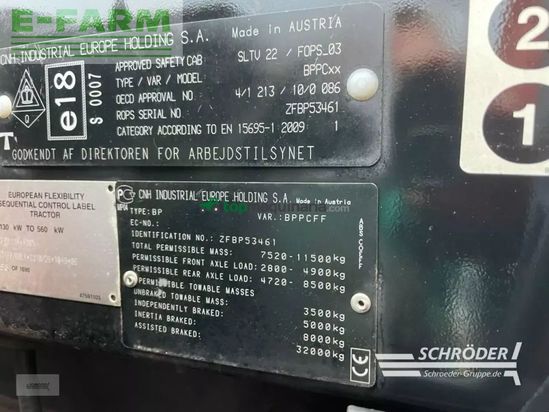 E-FARM
CNH INDUSTRIAL EUROPE HOLDING S.A. Made in AUSTRIA
APPROVED SAFETY CAB SLTV 22 / FOPS_03
TYPE / VAR / MODEL BPPCxx
OECD APPROVAL NO : 4/1 213 / 10/0 086
ROPS SERIAL NO : ZFBP53461
CATEGORY ACCORDING TO EN 15695-1 2009 : 1
e18
S 0007
GODKENDT AF DIREKTOREN FOR ARBEJDSTILSYNET
2
1
EUROPEAN FLEXIBILITY
SEQUENTIAL CONTROL LABEL
TRACTOR
130 kW TO 560 kW
CNH INDUSTRIAL EUROPE HOLDING S.A. Made in Austria
TYPE: BP VAR.: BPPCFF
EC-NO.:
IDENTIFICATION NO.: ZFBP53461
TOTAL PERMISSIBLE MASS: 7520-11500kg
PERMISSIBLE FRONT AXLE LOAD: 2800- 4900kg
PERMISSIBLE REAR AXLE LOAD: 4720- 8500kg
PERMISSIBLE TOWABLE MASSES
UNBRAKED TOWABLE MASS: 3500kg
INDEPENDENTLY BRAKED: 5000kg
INERTIA BRAKED: 8000kg
ASSISTED BRAKED: 32000kg
CE
SCHRÖDER
Schroeder-Gruppe.de